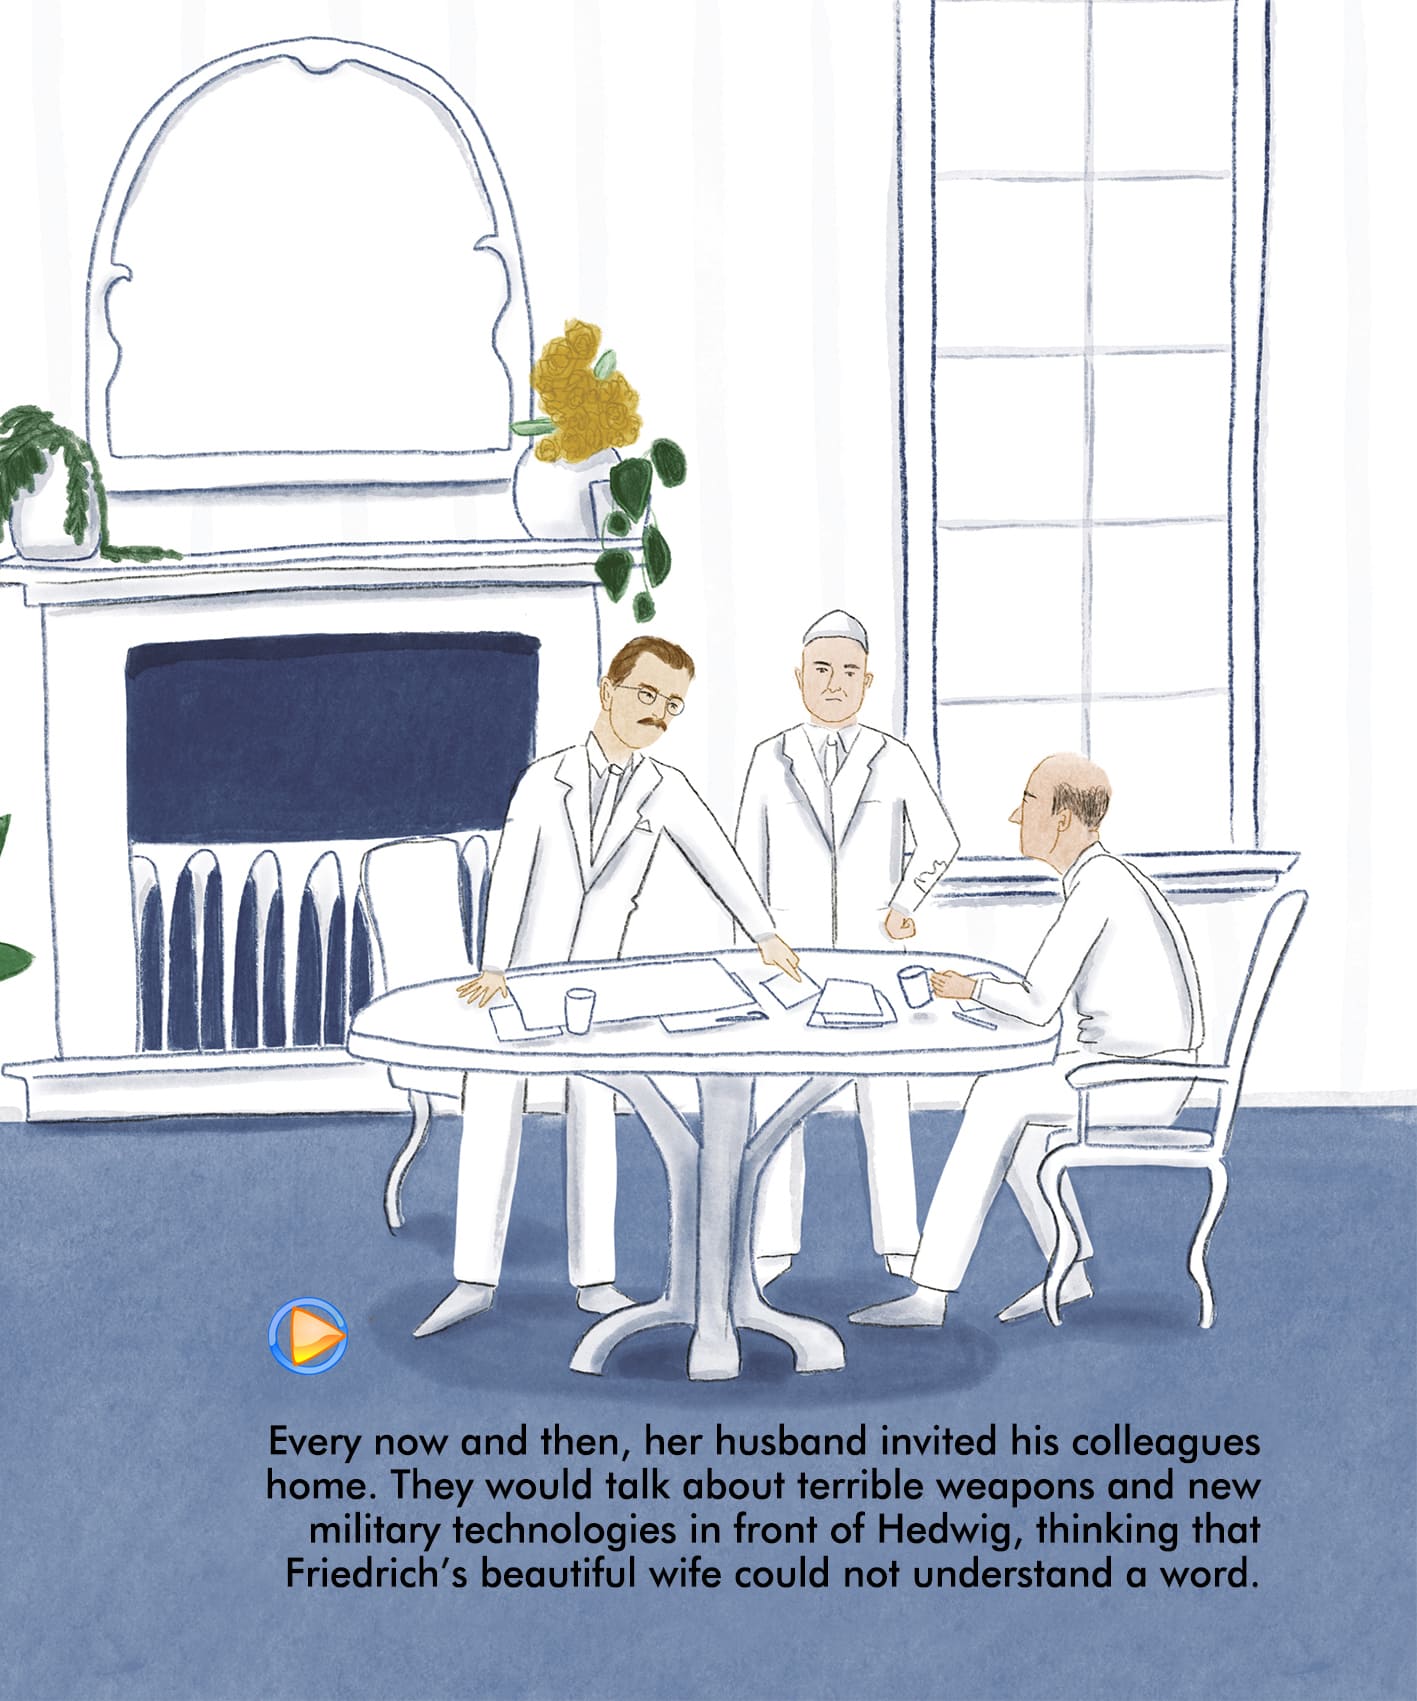 Every now and then, her husband invited his colleagues
home. They would talk about terrible weapons and new
military technologies in front of Hedwig, thinking that
Friedrich’s beautiful wife could not understand a word.